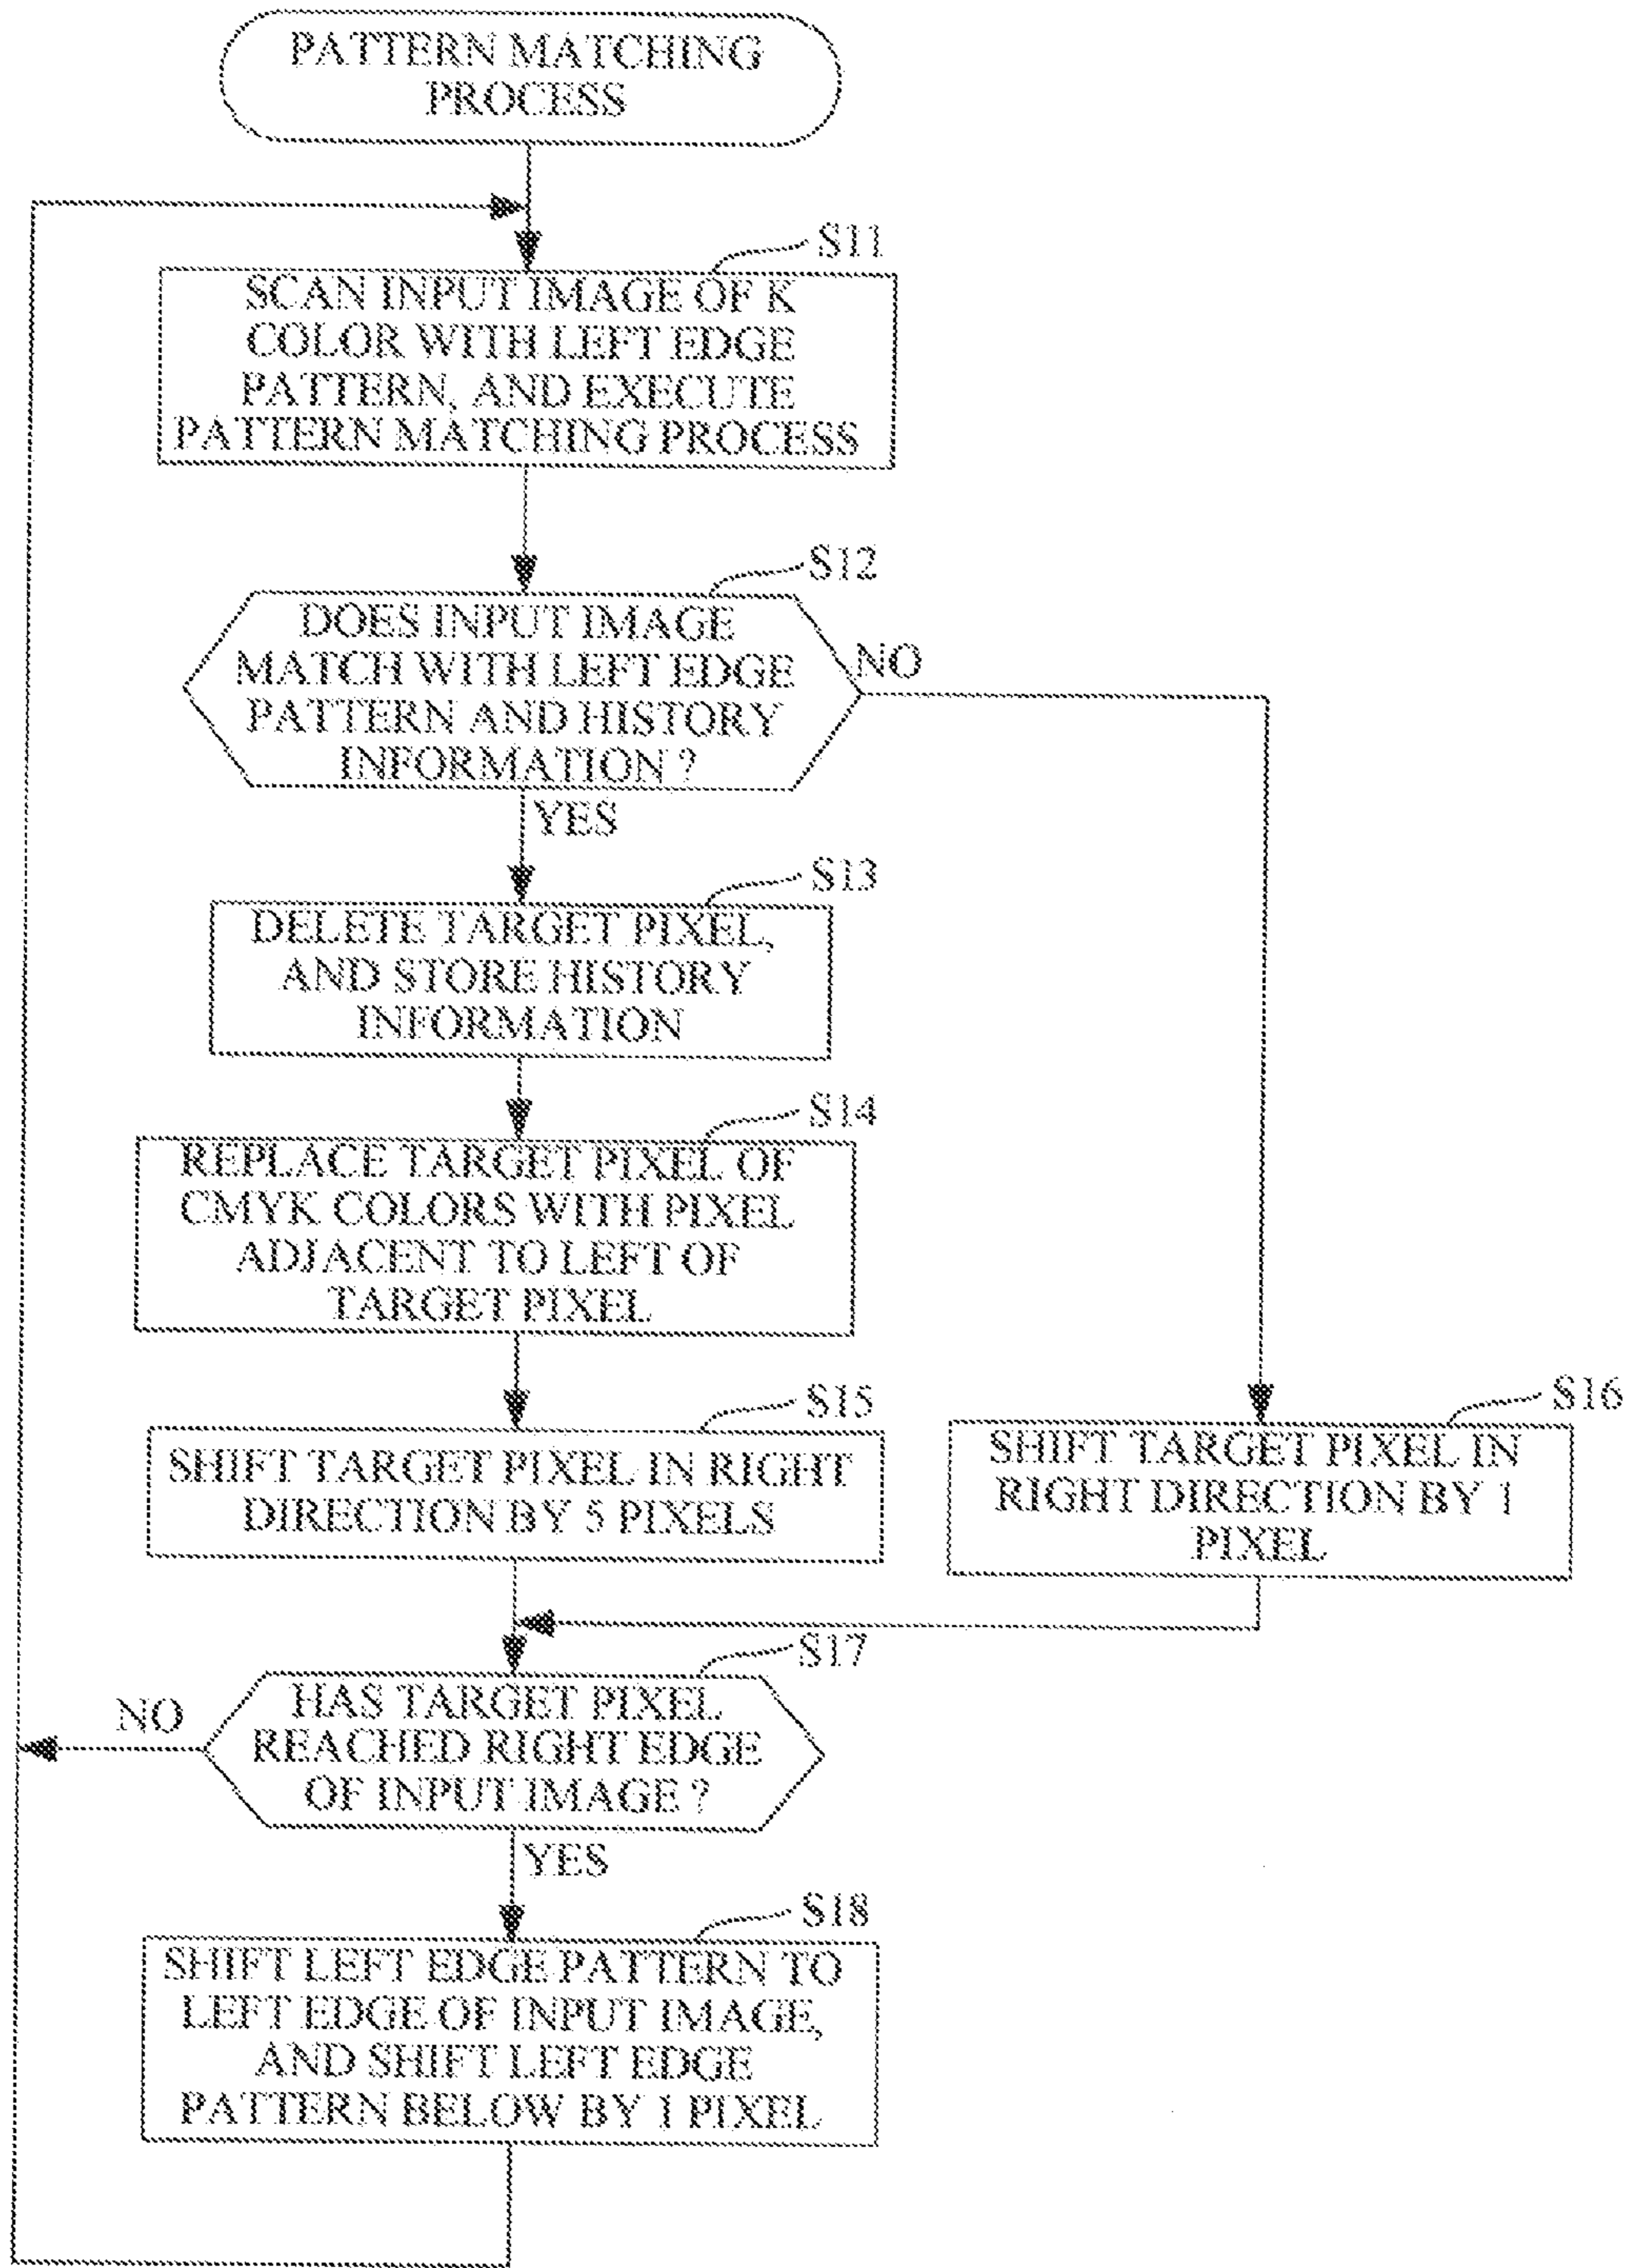 PATTERN MATCHING
PROCESS
S11
SCAN INPUT IMAGE OF K
COLOR WITH LEFT EDGE
PATTERN, AND EXECUTE
PATTERN MATCHING PROCESS
S12
DOES INPUT IMAGE
MATCH WITH LEFT EDGE
PATTERN AND HISTORY
INFORMATION ?
NO
YES
S13
DELETE TARGET PIXEL,
AND STORE HISTORY
INFORMATION
S14
REPLACE TARGET PIXEL OF
CMYK COLORS WITH PIXEL
ADJACENT TO LEFT OF
TARGET PIXEL
S15
SHIFT TARGET PIXEL IN RIGHT
DIRECTION BY 5 PIXELS
S16
SHIFT TARGET PIXEL IN
RIGHT DIRECTION BY 1
PIXEL
S17
HAS TARGET PIXEL
REACHED RIGHT EDGE
OF INPUT IMAGE ?
NO
YES
S18
SHIFT LEFT EDGE PATTERN TO
LEFT EDGE OF INPUT IMAGE,
AND SHIFT LEFT EDGE
PATTERN BELOW BY 1 PIXEL